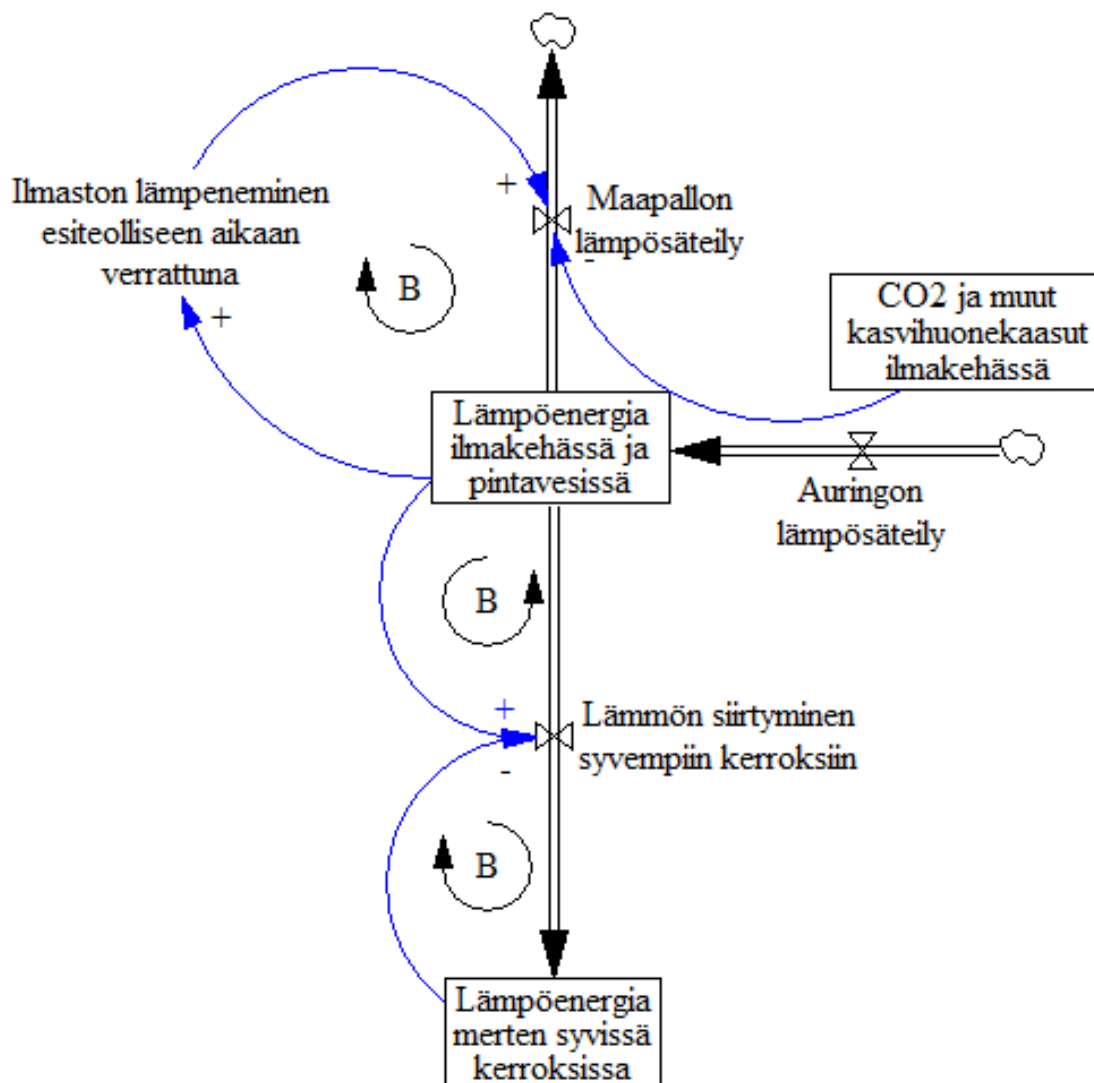 Ilmaston lämpeneminen
esiteolliseen aikaan
verrattuna
+
+
B
Maapallon
lämpösäteily
-
CO2 ja muut
kasvihuonekaasut
ilmakehässä
Lämpöenergia
ilmakehässä ja
pintavesissä
Auringon
lämpösäteily
B
+
-
Lämmön siirtyminen
syvempiin kerroksiin
B
Lämpöenergia
merten syvissä
kerroksissa